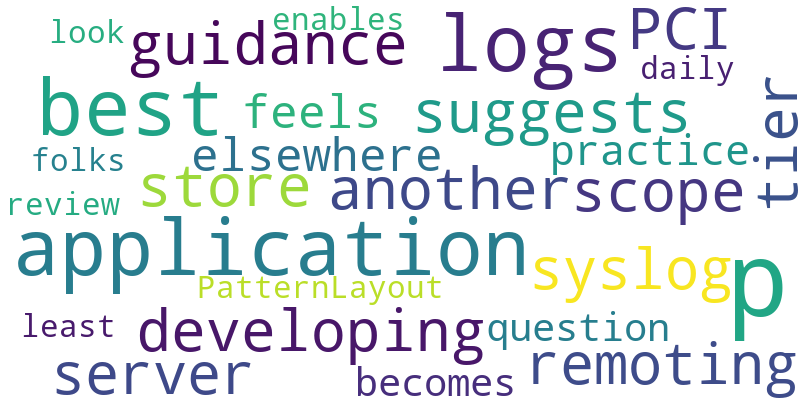 look enables PCI
guidance logs daily
best feels suggests tier
folks elsewhere practice
review store another scope
application syslog p
PatternLayout
least developing question
server becomes remoting